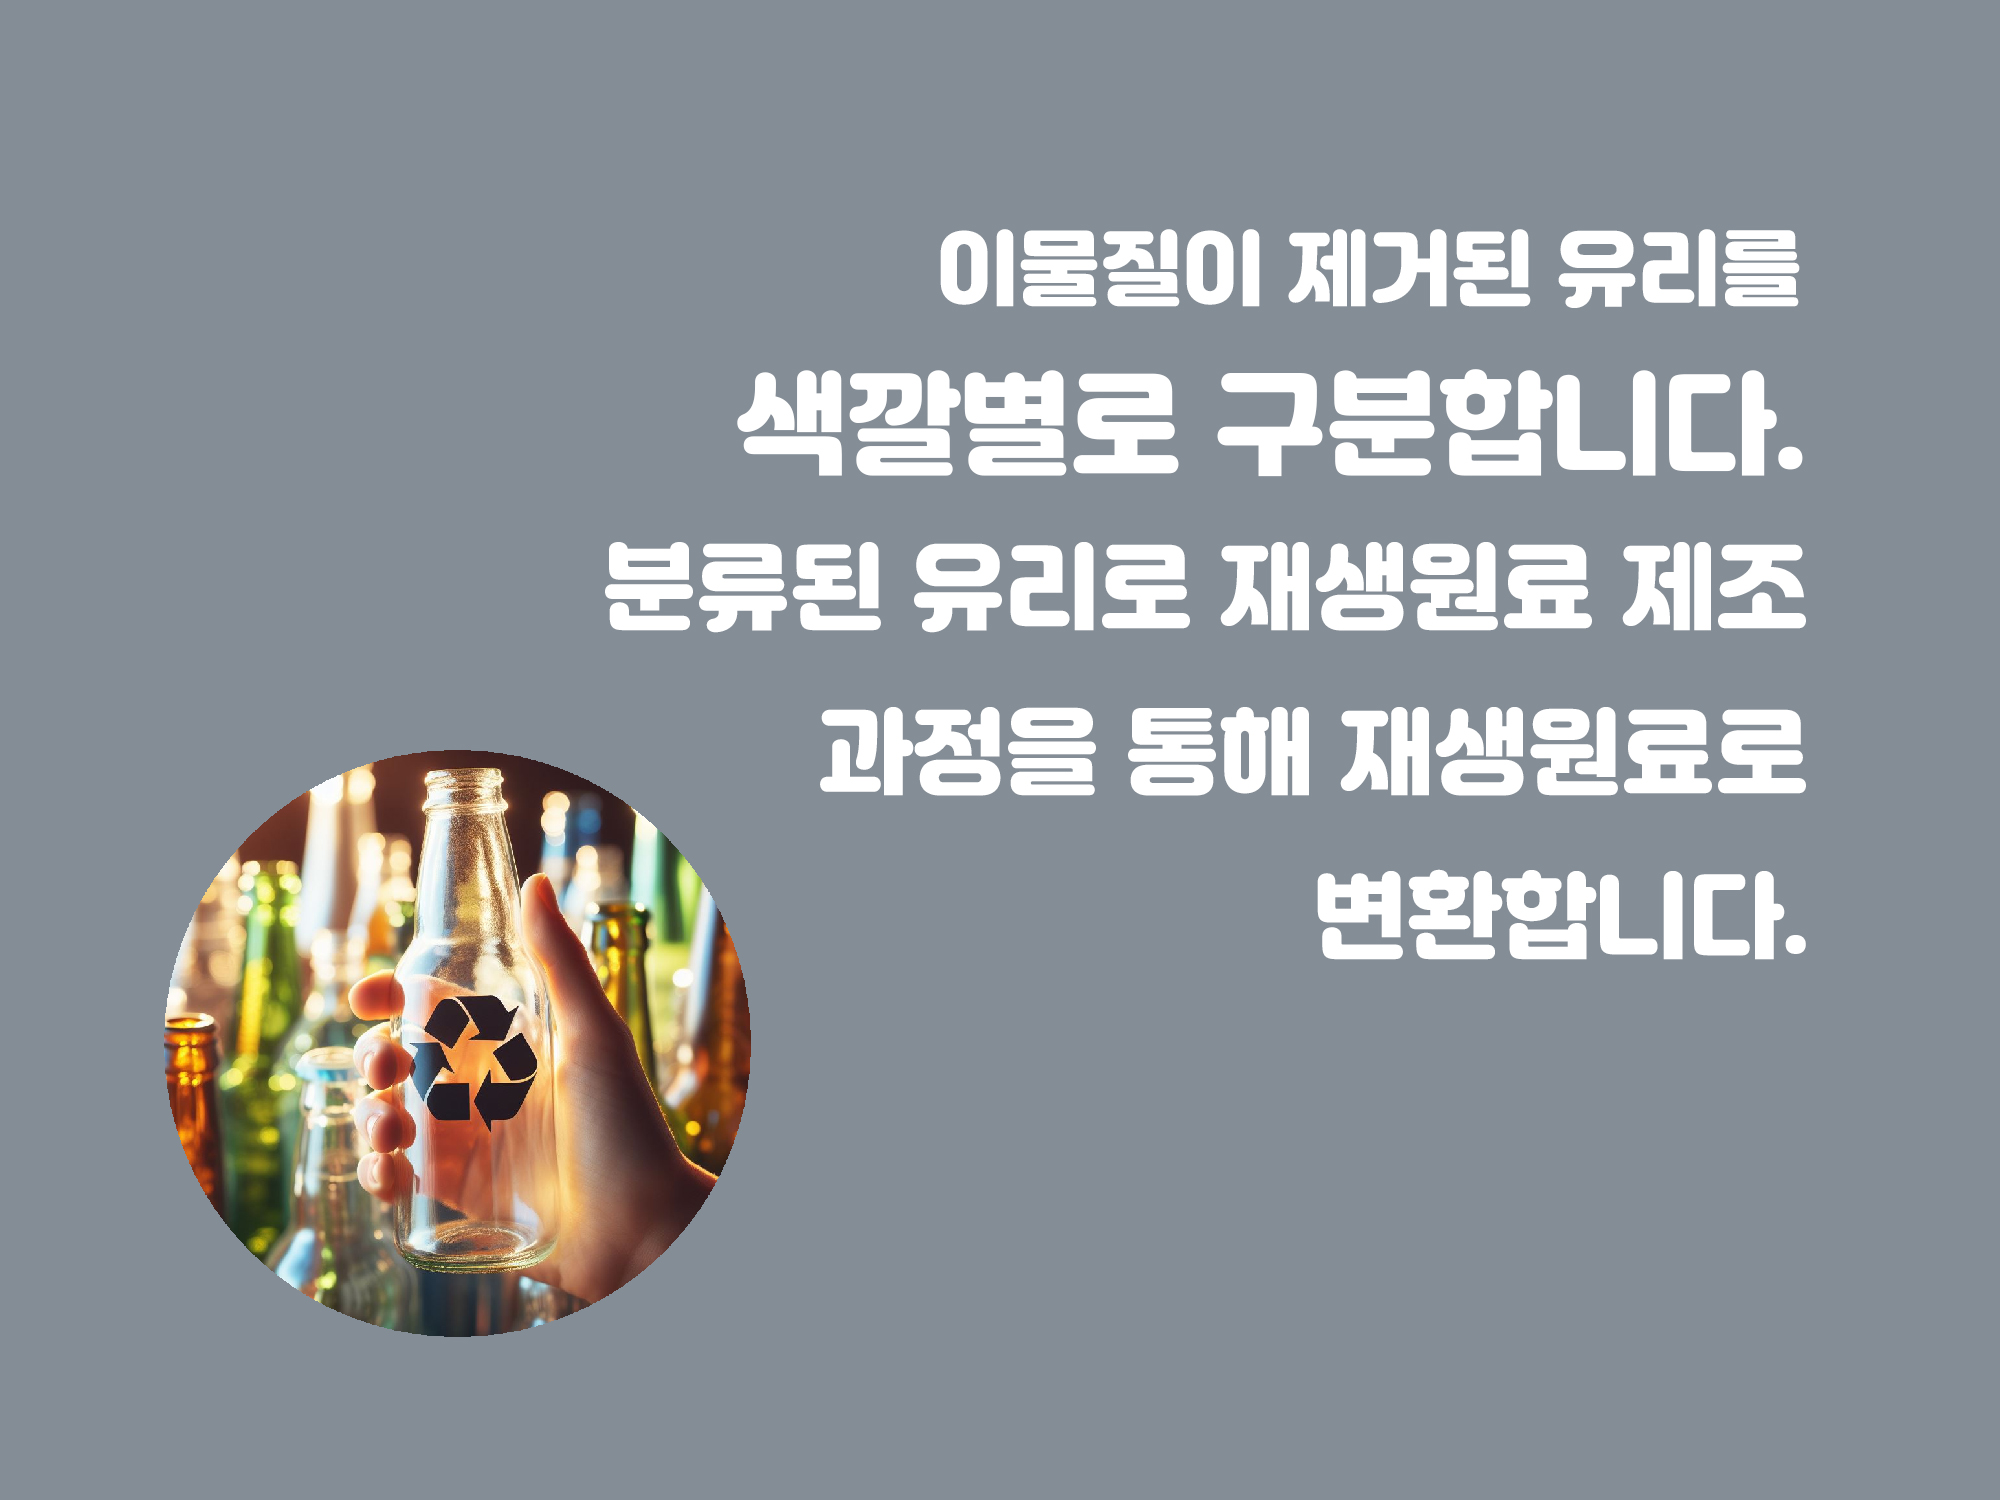 이물질이 제거된 유리를
색깔별로 구분합니다.
분류된 유리로 재생원료 제조
과정을 통해 재생원료로
변환합니다.